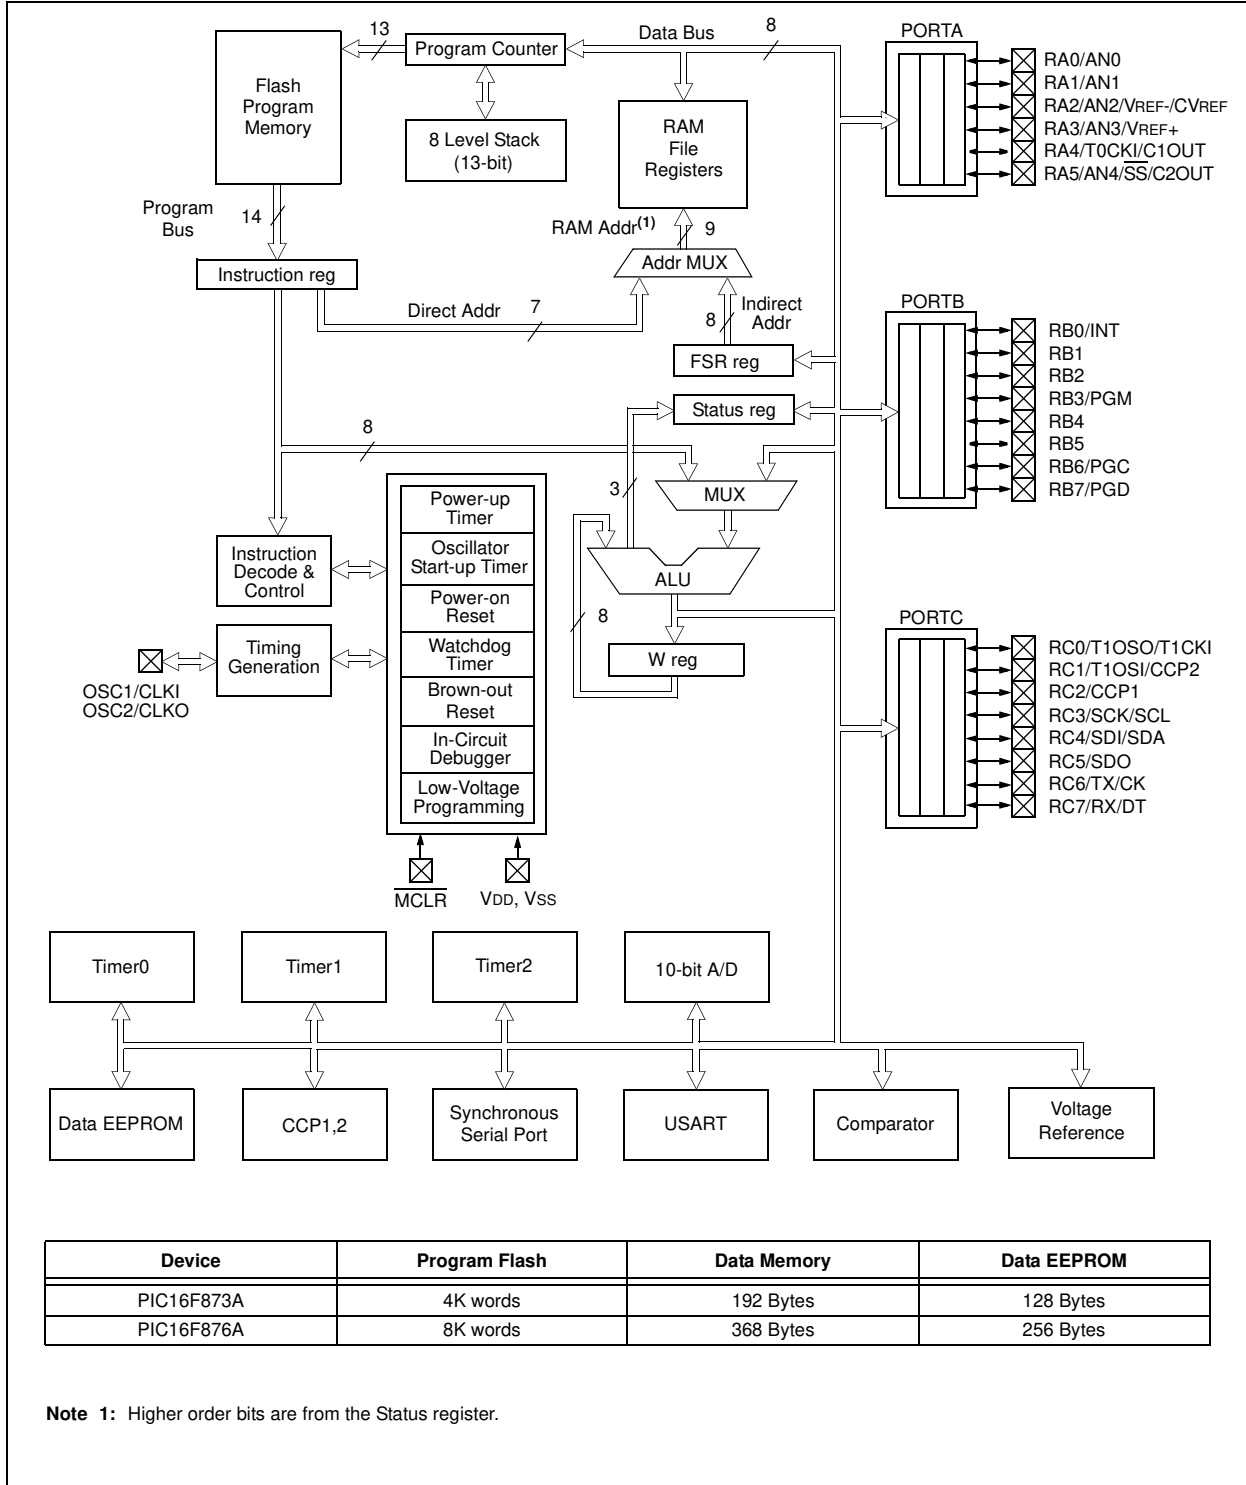 13
Program Counter
Data Bus
8
PORTA
Flash
Program
Memory
8 Level Stack
(13-bit)
RAM
File
Registers
RA0/AN0
RA1/AN1
RA2/AN2/VREF-/CVREF
RA3/AN3/VREF+
RA4/T0CKI/C1OUT
RA5/AN4/SS/C2OUT
Program
Bus
14
RAM Addr(1)
9
Instruction reg
Addr MUX
Direct Addr
7
8
Indirect
Addr
FSR reg
Status reg
PORTB
RB0/INT
RB1
RB2
RB3/PGM
RB4
RB5
RB6/PGC
RB7/PGD
8
3
MUX
ALU
8
W reg
Instruction
Decode &
Control
Timing
Generation
OSC1/CLKI
OSC2/CLKO
Power-up
Timer
Oscillator
Start-up Timer
Power-on
Reset
Watchdog
Timer
Brown-out
Reset
In-Circuit
Debugger
Low-Voltage
Programming
MCLR
VDD, VSS
PORTC
RC0/T1OSO/T1CKI
RC1/T1OSI/CCP2
RC2/CCP1
RC3/SCK/SCL
RC4/SDI/SDA
RC5/SDO
RC6/TX/CK
RC7/RX/DT
Timer0
Timer1
Timer2
10-bit A/D
Data EEPROM
CCP1,2
Synchronous
Serial Port
USART
Comparator
Voltage
Reference
Device Program Flash Data Memory Data EEPROM
PIC16F873A 4K words 192 Bytes 128 Bytes
PIC16F876A 8K words 368 Bytes 256 Bytes
Note 1: Higher order bits are from the Status register.